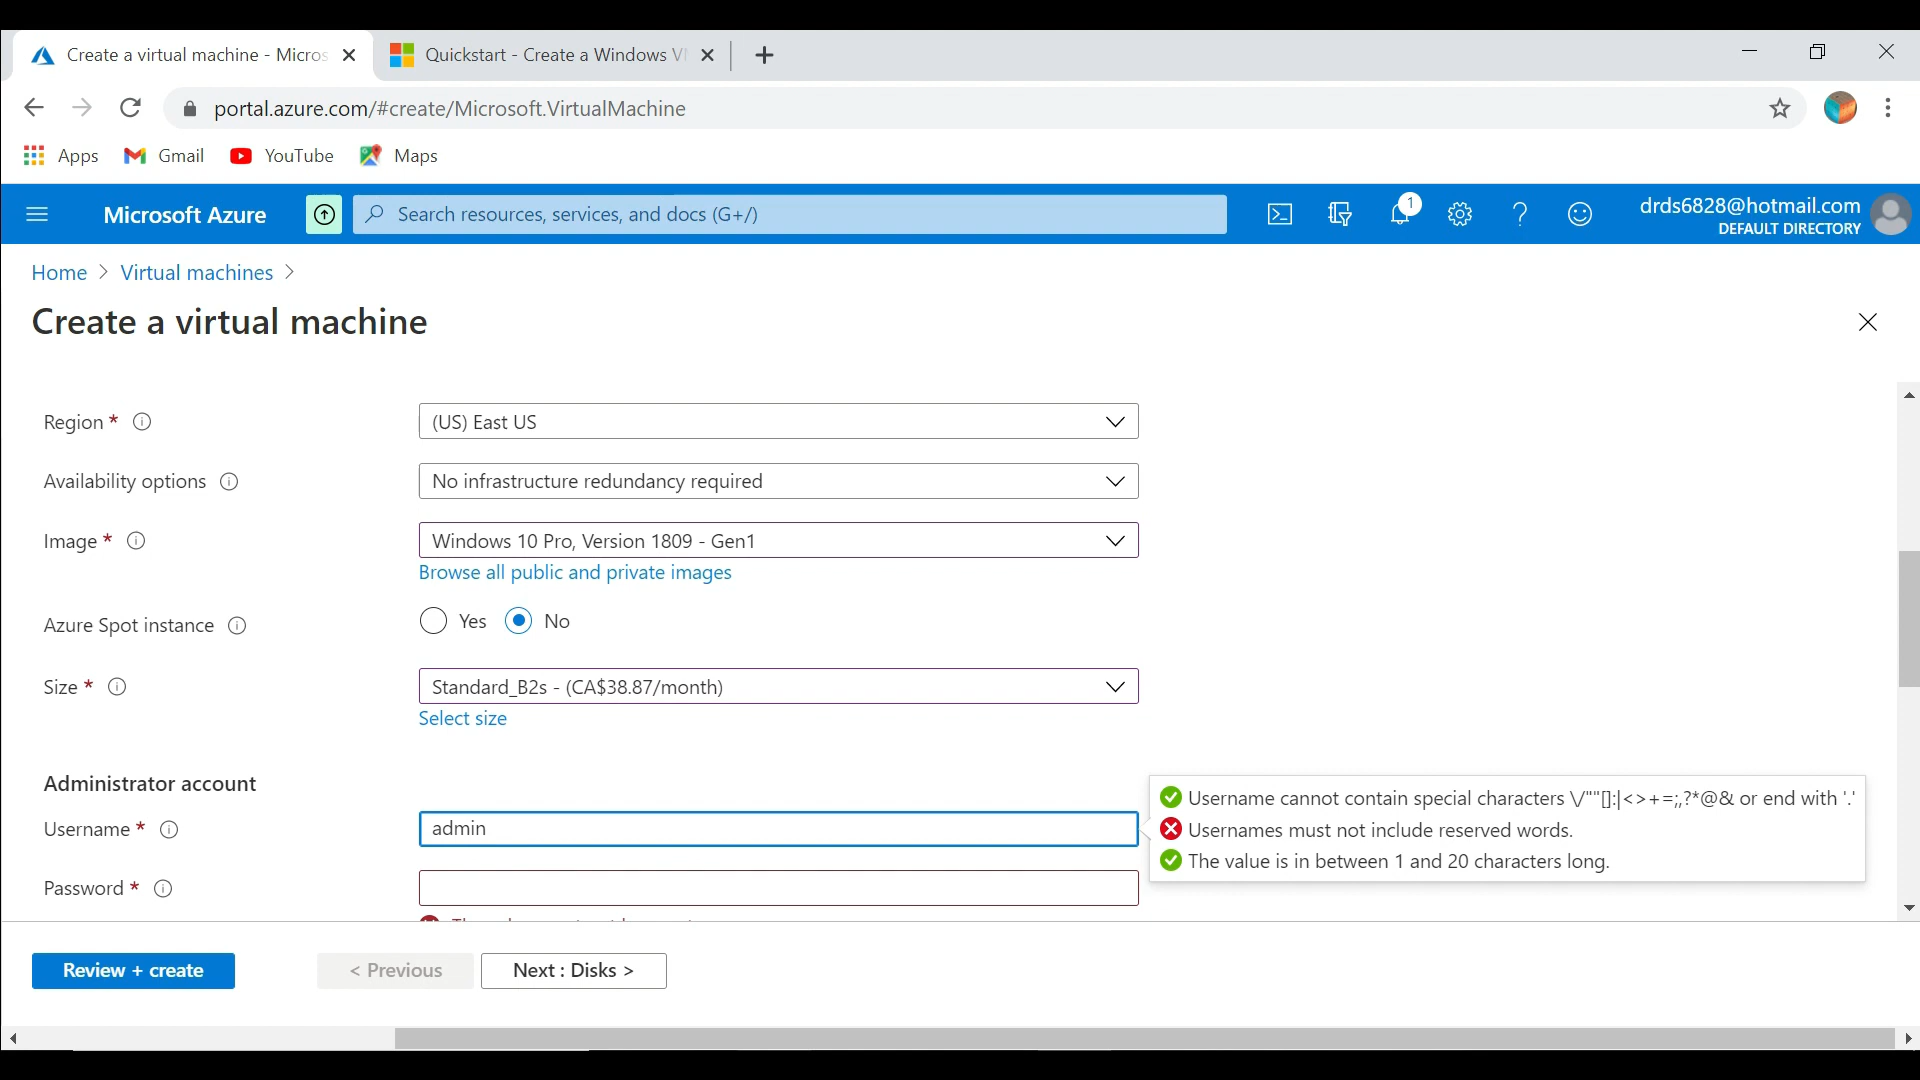 Create a virtual machine - Micros
Quickstart - Create a Windows V
portal.azure.com/#create/Microsoft.VirtualMachine
Apps
Gmail
YouTube
Maps
Microsoft Azure
Search resources, services, and docs (G+/)
1
drds6828@hotmail.com
DEFAULT DIRECTORY
Home > Virtual machines >
Create a virtual machine
Region *
(US) East US
Availability options
No infrastructure redundancy required
Image *
Windows 10 Pro, Version 1809 - Gen1
Browse all public and private images
Azure Spot instance
Yes
No
Size *
Standard_B2s - (CA$38.87/month)
Select size
Administrator account
Username *
admin
Username cannot contain special characters \/""[]:|<>+=;,?*@& or end with '.'
Usernames must not include reserved words.
The value is in between 1 and 20 characters long.
Password *
Review + create
< Previous
Next : Disks >